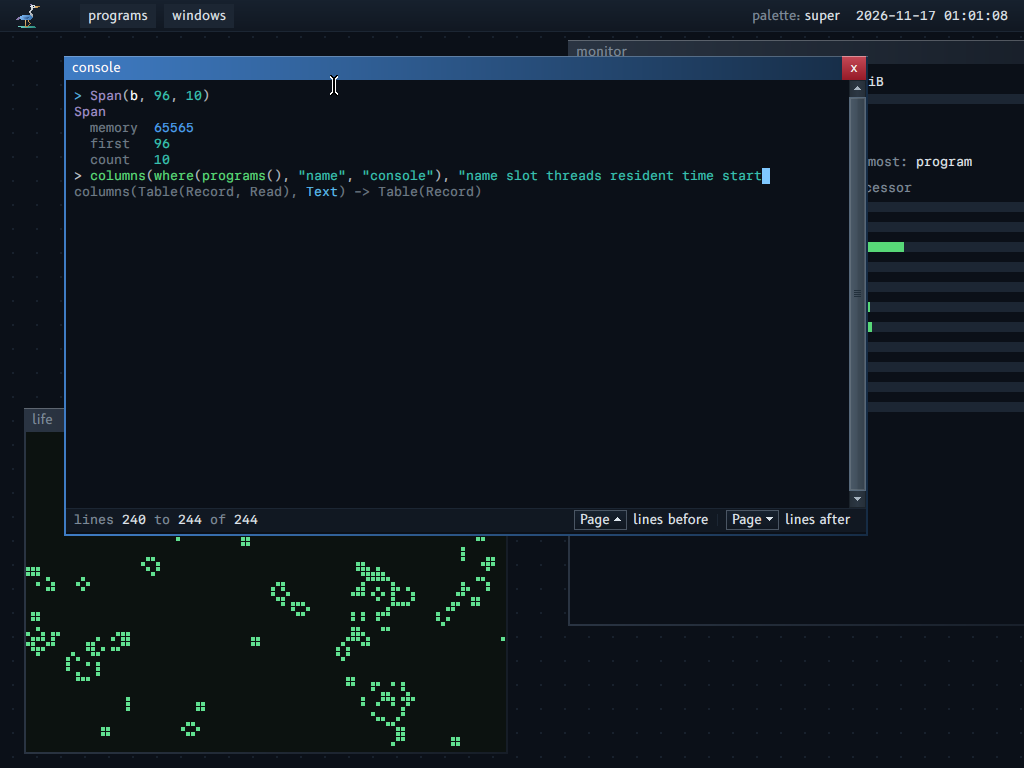 programs windows palette: super 2026-11-17 01:01:08
monitor
console x
iB
> Span(b, 96, 10)
Span
memory 65565
first 96
count 10
most: program
> columns(where(programs(), "name", "console"), "name slot threads resident time start
cessor
columns(Table(Record, Read), Text) -> Table(Record)
life
lines 240 to 244 of 244 Page lines before Page lines after